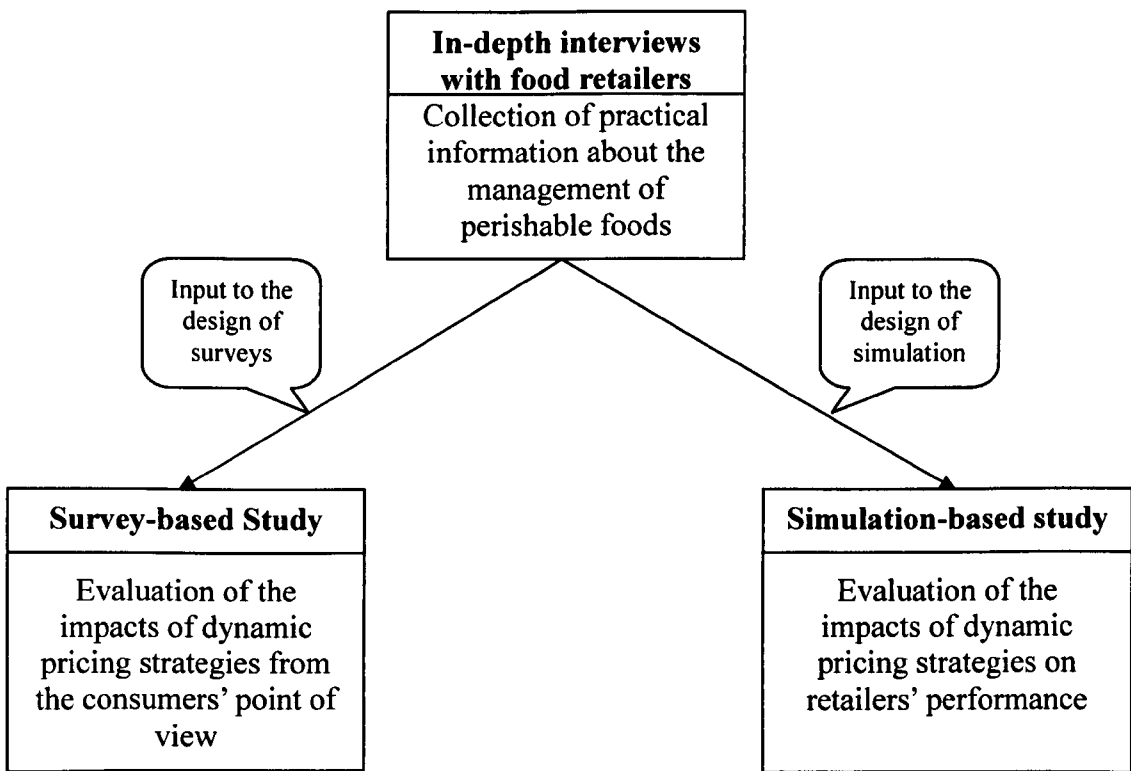 In-depth interviews
with food retailers
Collection of practical
information about the
management of
perishable foods
Input to the
design of
surveys
Input to the
design of
simulation
Survey-based Study
Evaluation of the
impacts of dynamic
pricing strategies from
the consumers’ point of
view
Simulation-based study
Evaluation of the
impacts of dynamic
pricing strategies on
retailers’ performance